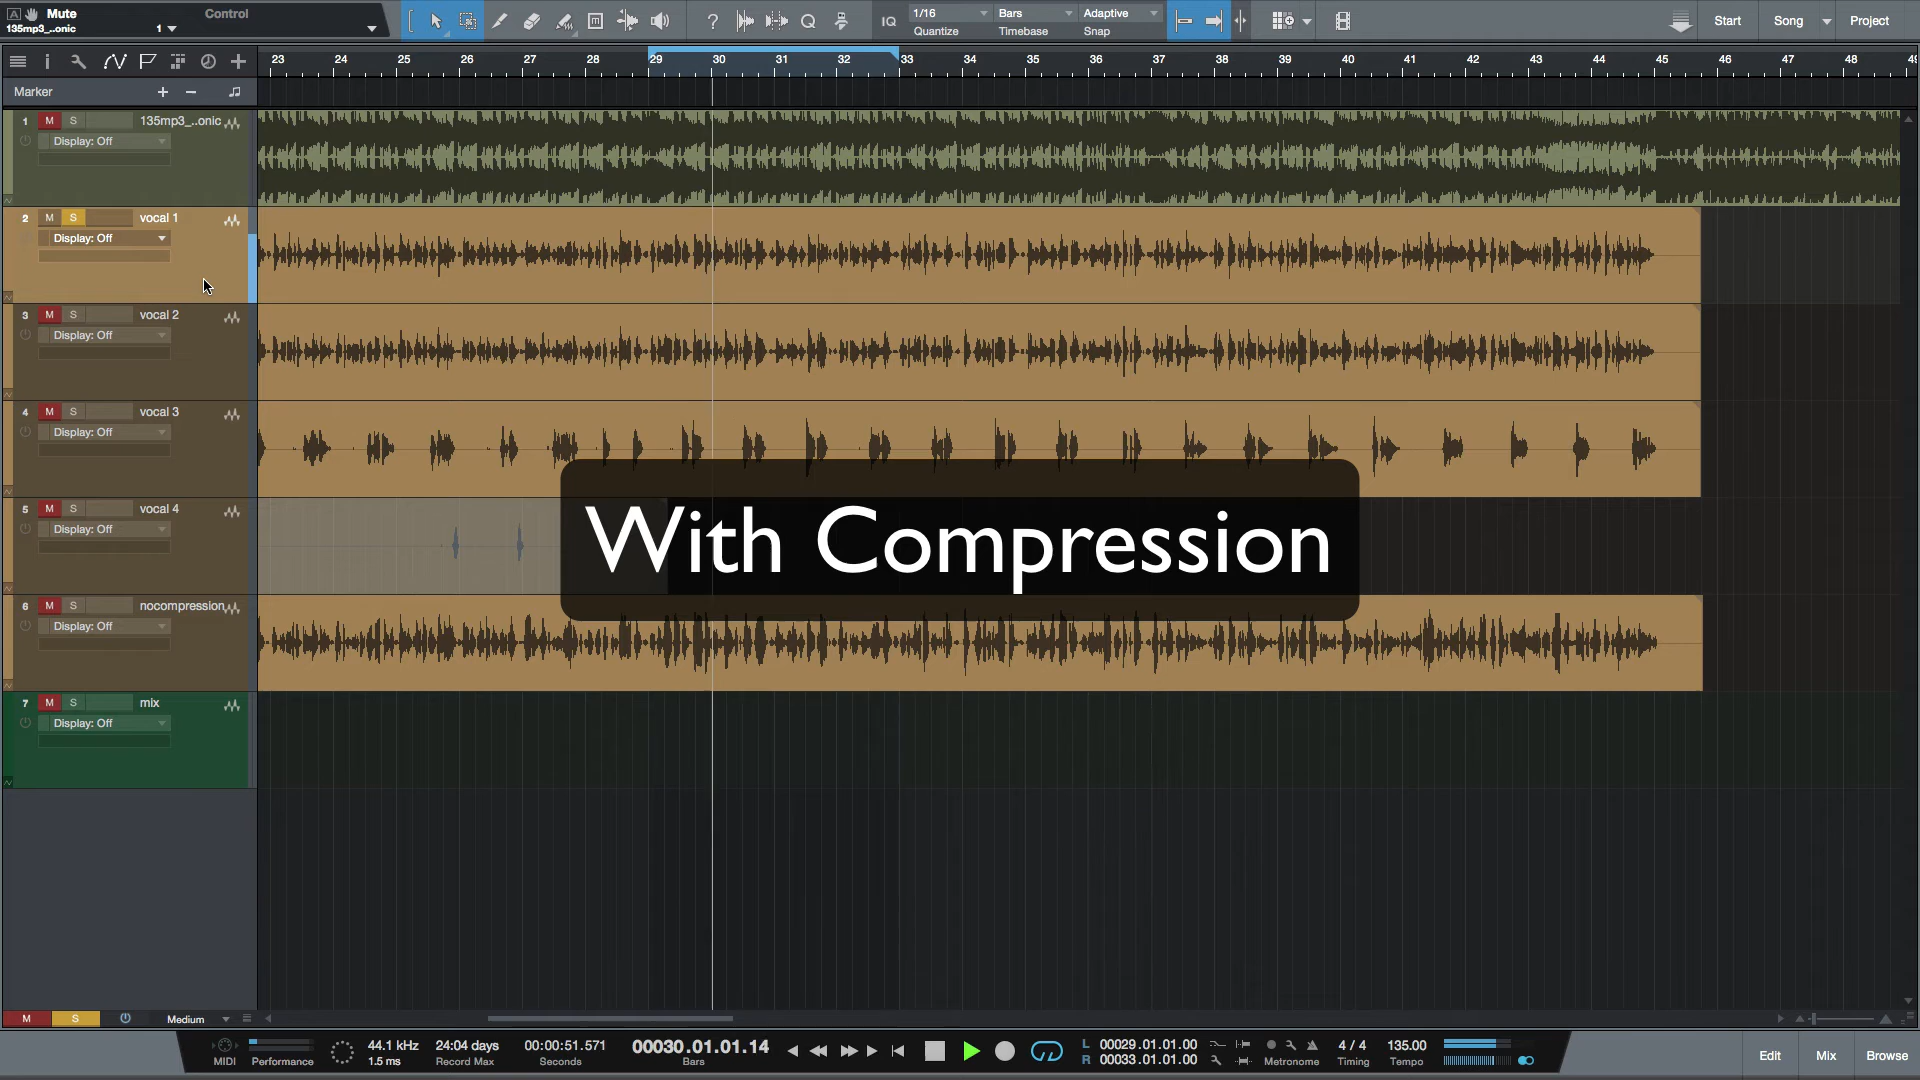 A Mute Control
135mp3_..onic 1
IQ 1/16 Bars Adaptive
Quantize Timebase Snap
Start Song Project
23 24 25 26 27 28 29 30 31 32 33 34 35 36 37 38 39 40 41 42 43 44 45 46 47 48 49
Marker
1 M S 135mp3_..onic
Display: Off
2 M S vocal 1
Display: Off
3 M S vocal 2
Display: Off
4 M S vocal 3
Display: Off
5 M S vocal 4
Display: Off
With Compression
6 M S nocompression
Display: Off
7 M S mix
Display: Off
M S Medium
MIDI Performance
44.1 kHz
1.5 ms
24:04 days
Record Max
00:00:51.571
Seconds
00030.01.01.14
Bars
L 00029.01.01.00
R 00033.01.01.00
Metronome
4 / 4
Timing
135.00
Tempo
Edit Mix Browse